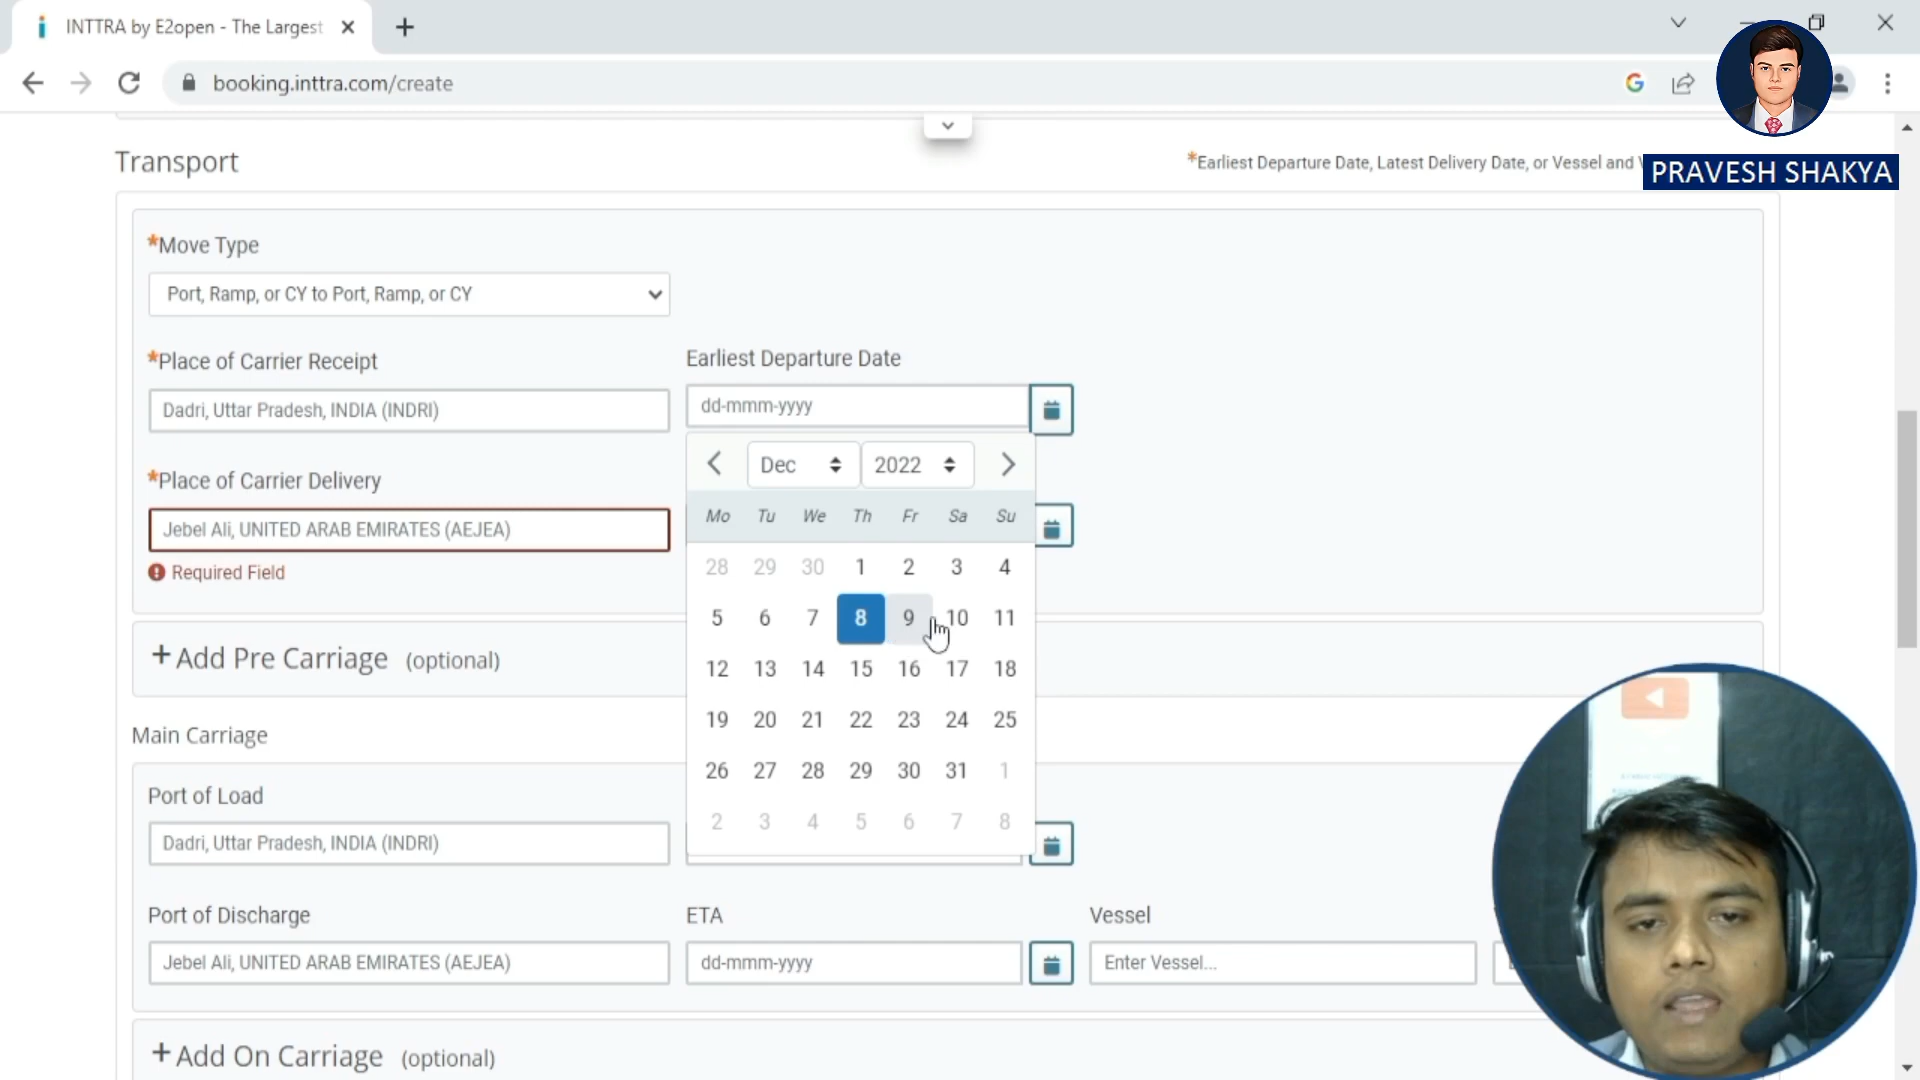 INTTRA by E2open - The Largest
booking.inttra.com/create
PRAVESH SHAKYA
Transport
*Earliest Departure Date, Latest Delivery Date, or Vessel and
*Move Type
Port, Ramp, or CY to Port, Ramp, or CY
*Place of Carrier Receipt
Earliest Departure Date
Dadri, Uttar Pradesh, INDIA (INDRI)
dd-mmm-yyyy
Dec 2022
*Place of Carrier Delivery
Mo Tu We Th Fr Sa Su
Jebel Ali, UNITED ARAB EMIRATES (AEJEA)
Required Field
28 29 30 1 2 3 4
5 6 7 8 9 10 11
12 13 14 15 16 17 18
19 20 21 22 23 24 25
26 27 28 29 30 31 1
2 3 4 5 6 7 8
+ Add Pre Carriage (optional)
Main Carriage
Port of Load
Dadri, Uttar Pradesh, INDIA (INDRI)
Port of Discharge
ETA
Vessel
Jebel Ali, UNITED ARAB EMIRATES (AEJEA)
dd-mmm-yyyy
Enter Vessel...
+ Add On Carriage (optional)